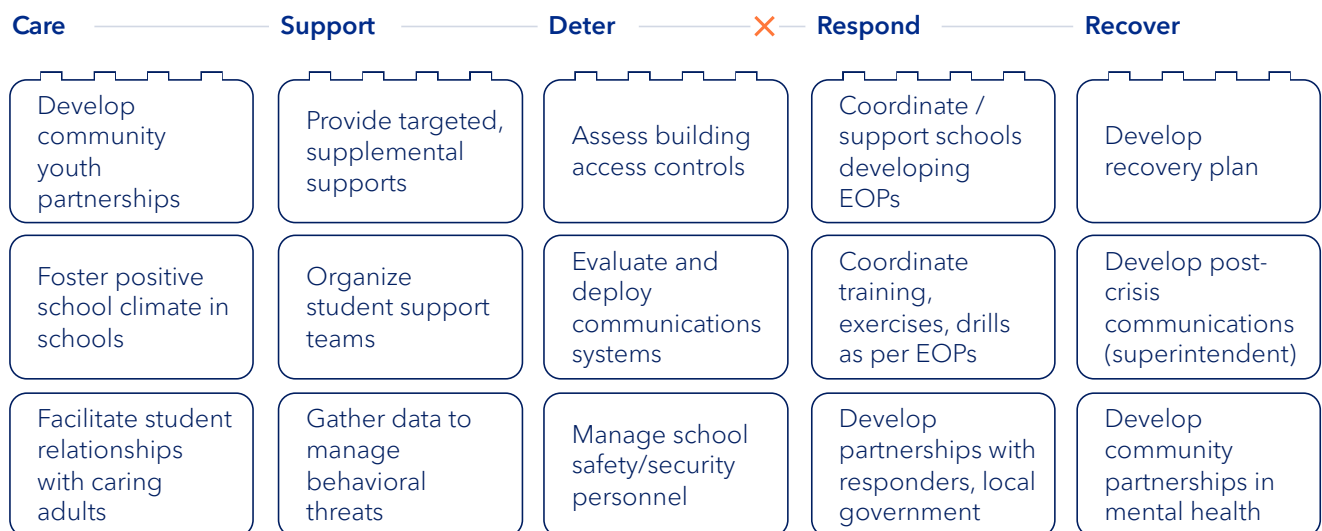 Care
Support
Deter
Respond
Recover
Develop
community
youth
partnerships
Provide targeted,
supplemental
supports
Assess building
access controls
Coordinate /
support schools
developing
EOPs
Develop
recovery plan
Foster positive
school climate in
schools
Organize
student support
teams
Evaluate and
deploy
communications
systems
Coordinate
training,
exercises, drills
as per EOPs
Develop post-
crisis
communications
(superintendent)
Facilitate student
relationships
with caring
adults
Gather data to
manage
behavioral
threats
Manage school
safety/security
personnel
Develop
partnerships with
responders, local
government
Develop
community
partnerships in
mental health